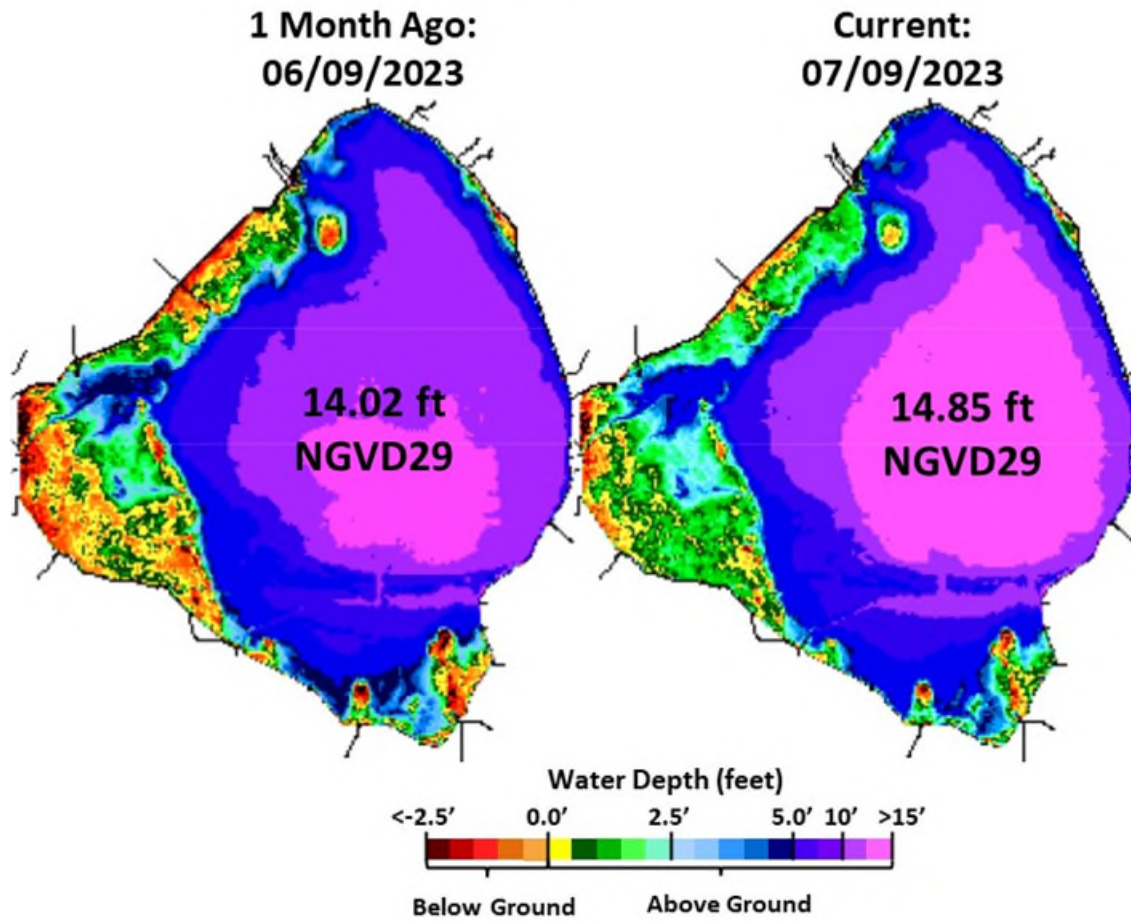 1 Month Ago:
06/09/2023
Current:
07/09/2023
14.02 ft
NGVD29
14.85 ft
NGVD29
Water Depth (feet)
<-2.5’ 0.0’ 2.5’ 5.0’ 10’ >15’
Below Ground Above Ground